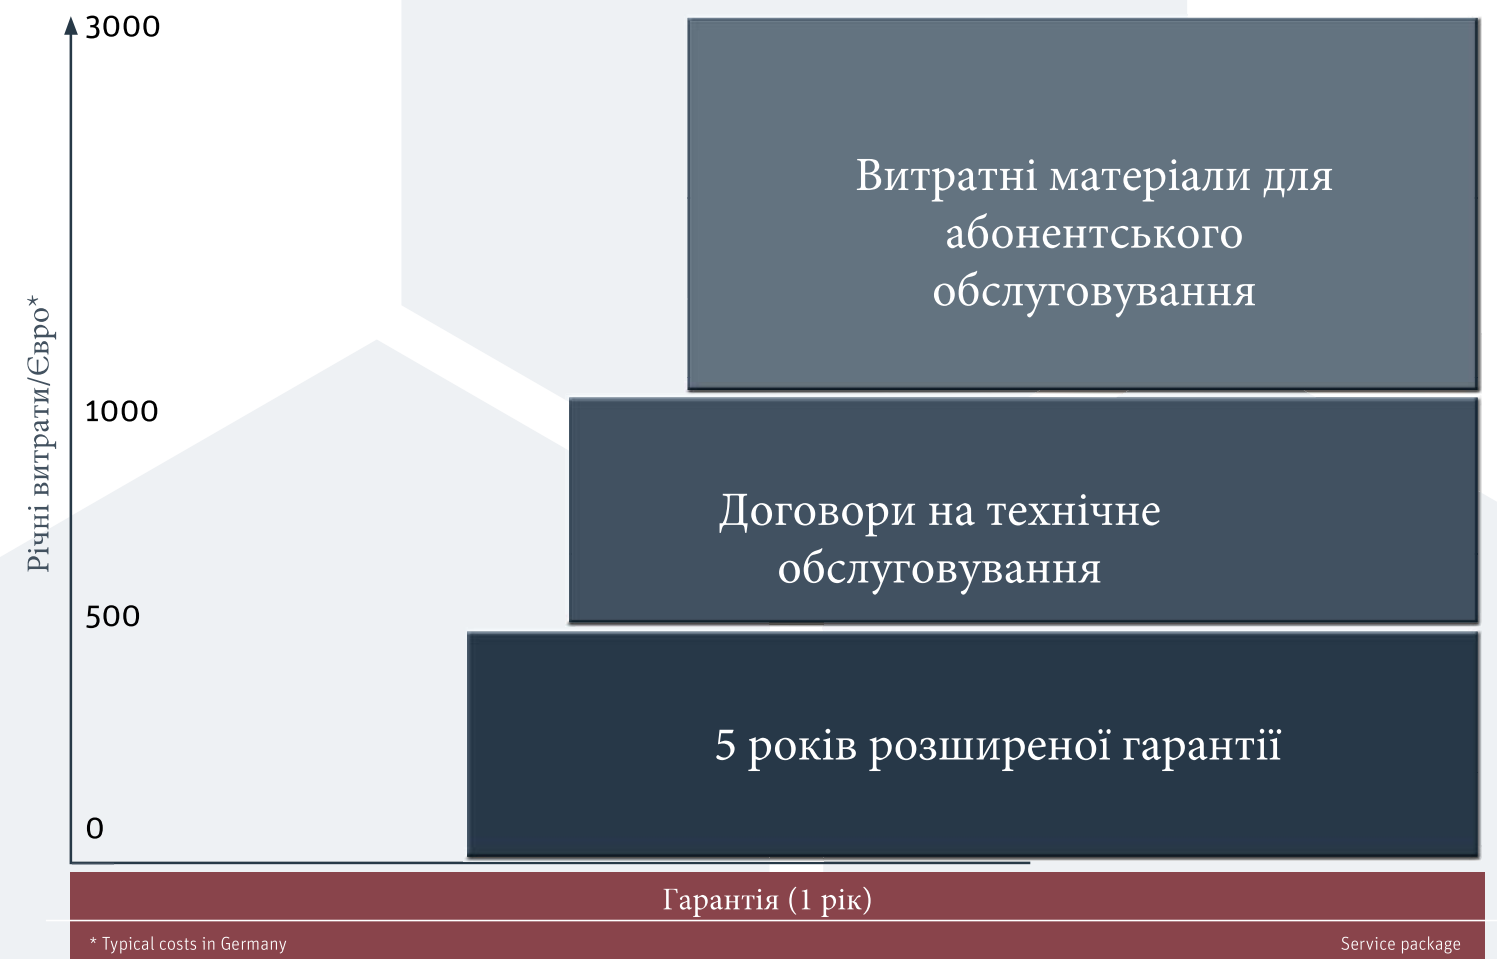 3000
Витратні матеріали для
абонентського
обслуговування
Річні витрати/Євро*
1000
Договори на технічне
обслуговування
500
5 років розширеної гарантії
0
Гарантія (1 рік)
* Typical costs in Germany
Service package